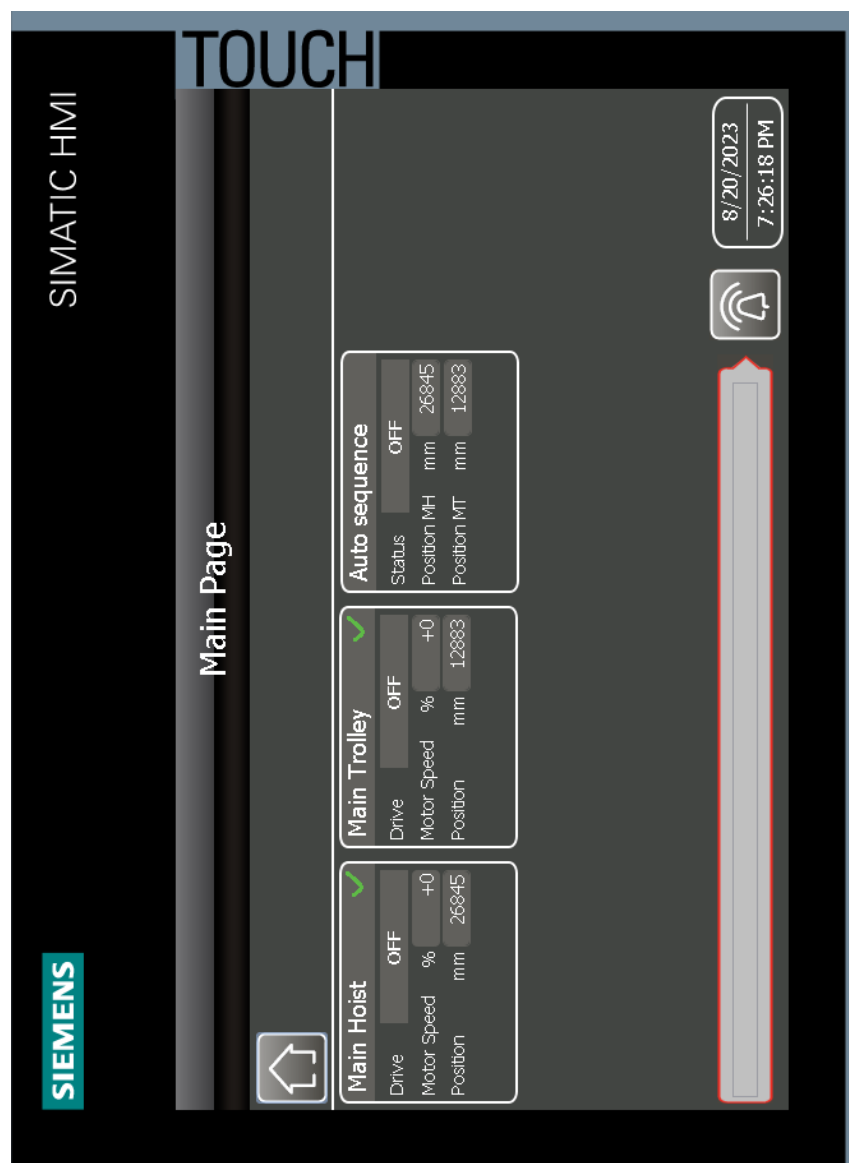 SIEMENS
SIMATIC HMI
TOUCH
Main Page
Main Hoist
Drive OFF
Motor Speed % +0
Position mm 26845
Main Trolley
Drive OFF
Motor Speed % +0
Position mm 12883
Auto sequence
Status OFF
Position MH mm 26845
Position MT mm 12883
8/20/2023
7:26:18 PM